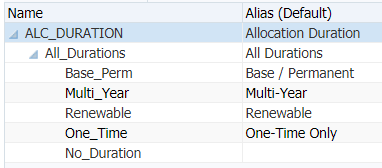 Name Alias (Default)
ALC_DURATION Allocation Duration
All_Durations All Durations
Base_Perm Base / Permanent
Multi_Year Multi-Year
Renewable Renewable
One_Time One-Time Only
No_Duration